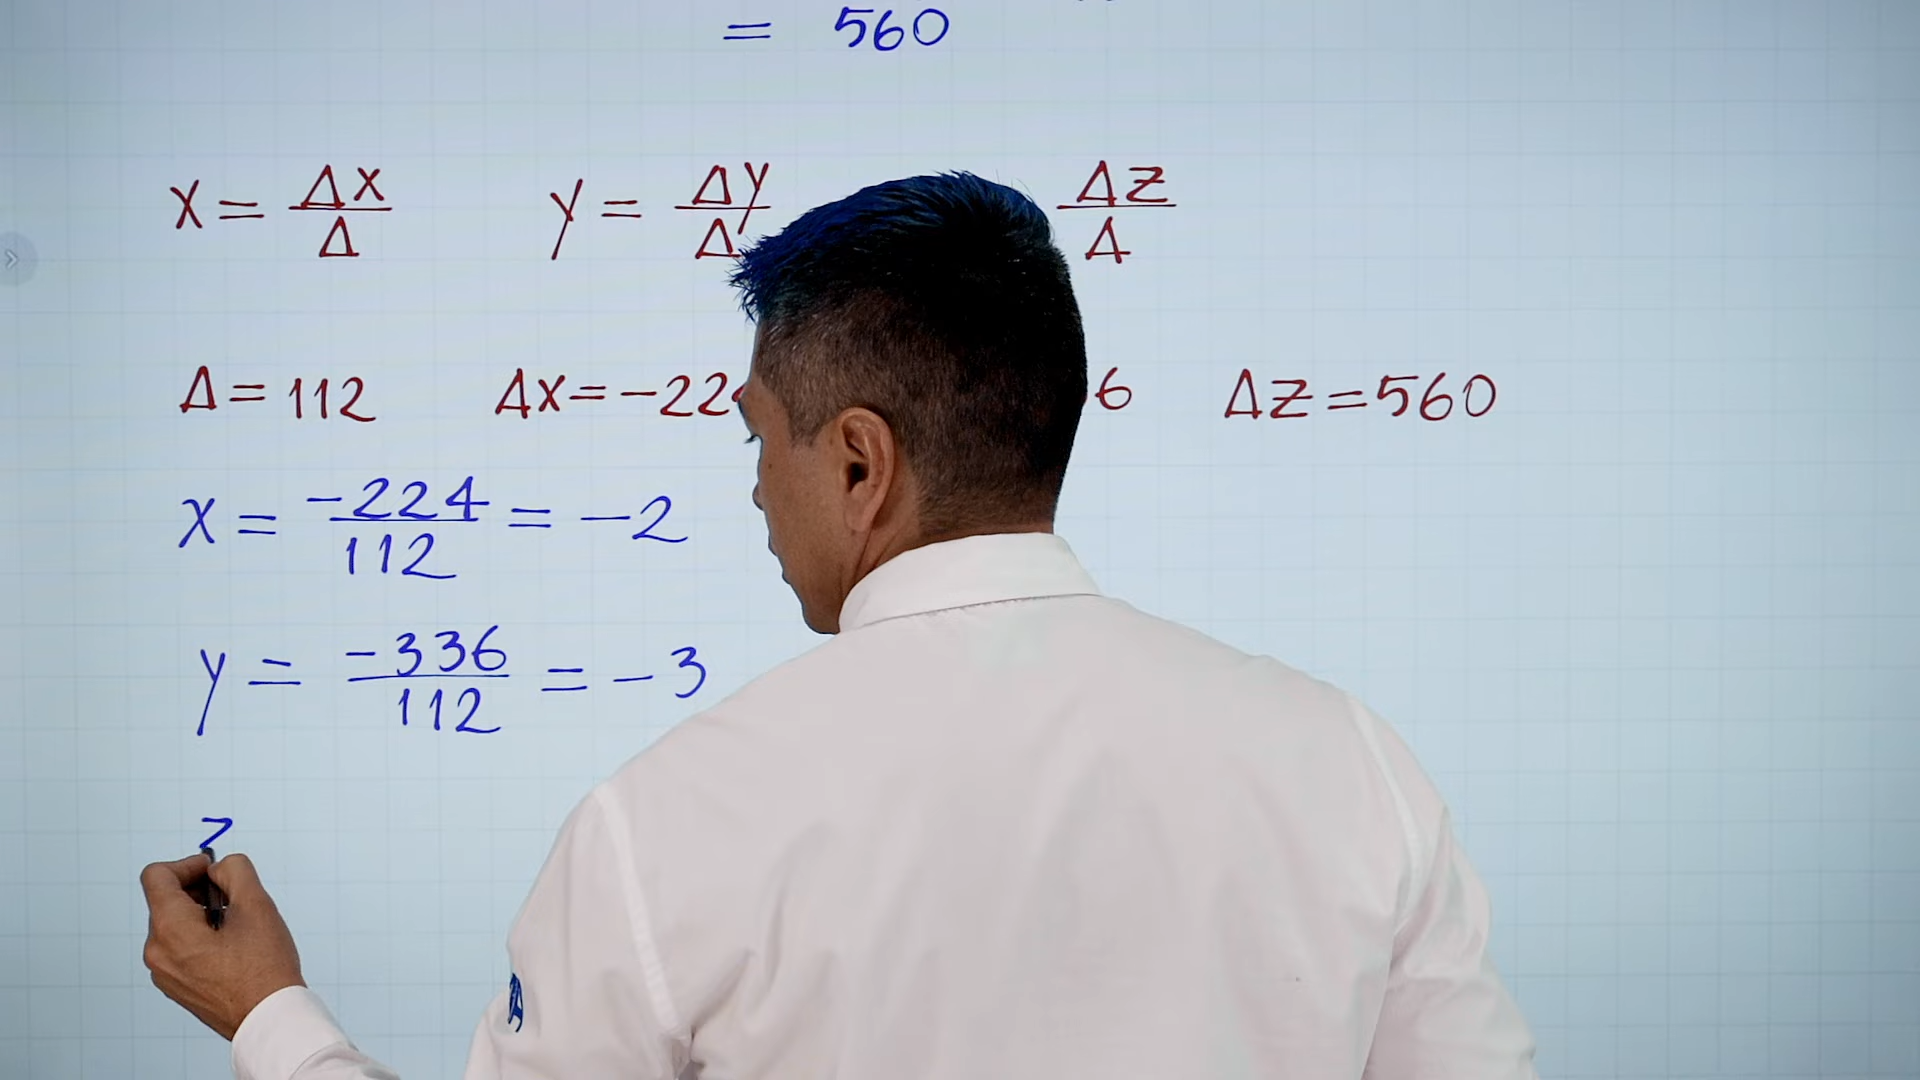 = 560
x = Δx/Δ y = Δy/Δ Δz/Δ
Δ = 112 Δx = -22 6 Δz = 560
x = -224/112 = -2
y = -336/112 = -3
z